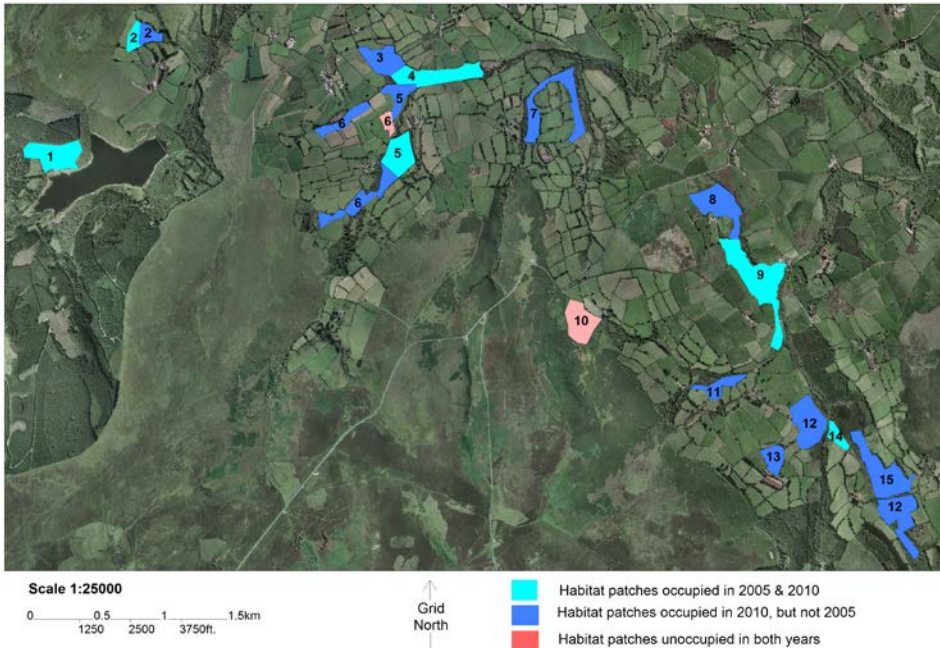 2 2
3
4
5
6 6
7
1
5
6
8
9
10
11
12
14
13
15
12
Scale 1:25000
0 0.5 1 1.5km
1250 2500 3750ft.
Grid
North
Habitat patches occupied in 2005 & 2010
Habitat patches occupied in 2010, but not 2005
Habitat patches unoccupied in both years